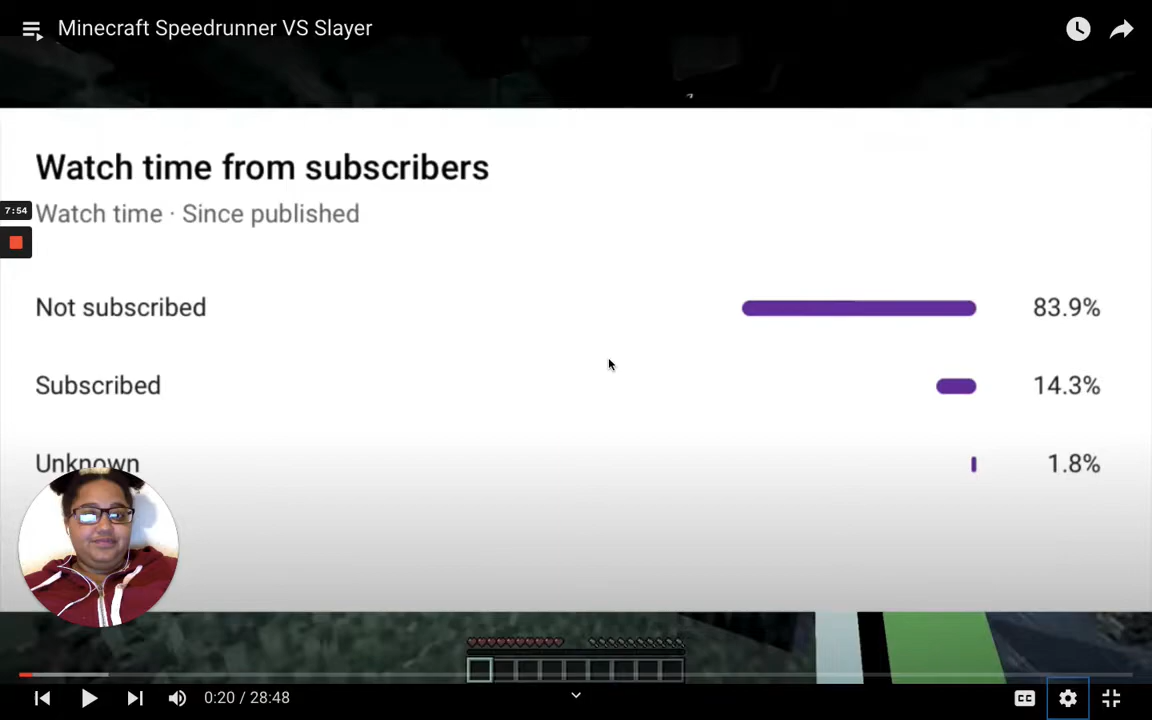 Minecraft Speedrunner VS Slayer
Watch time from subscribers
Watch time · Since published
7:54
Not subscribed 83.9%
Subscribed 14.3%
Unknown 1.8%
0:20 / 28:48
CC